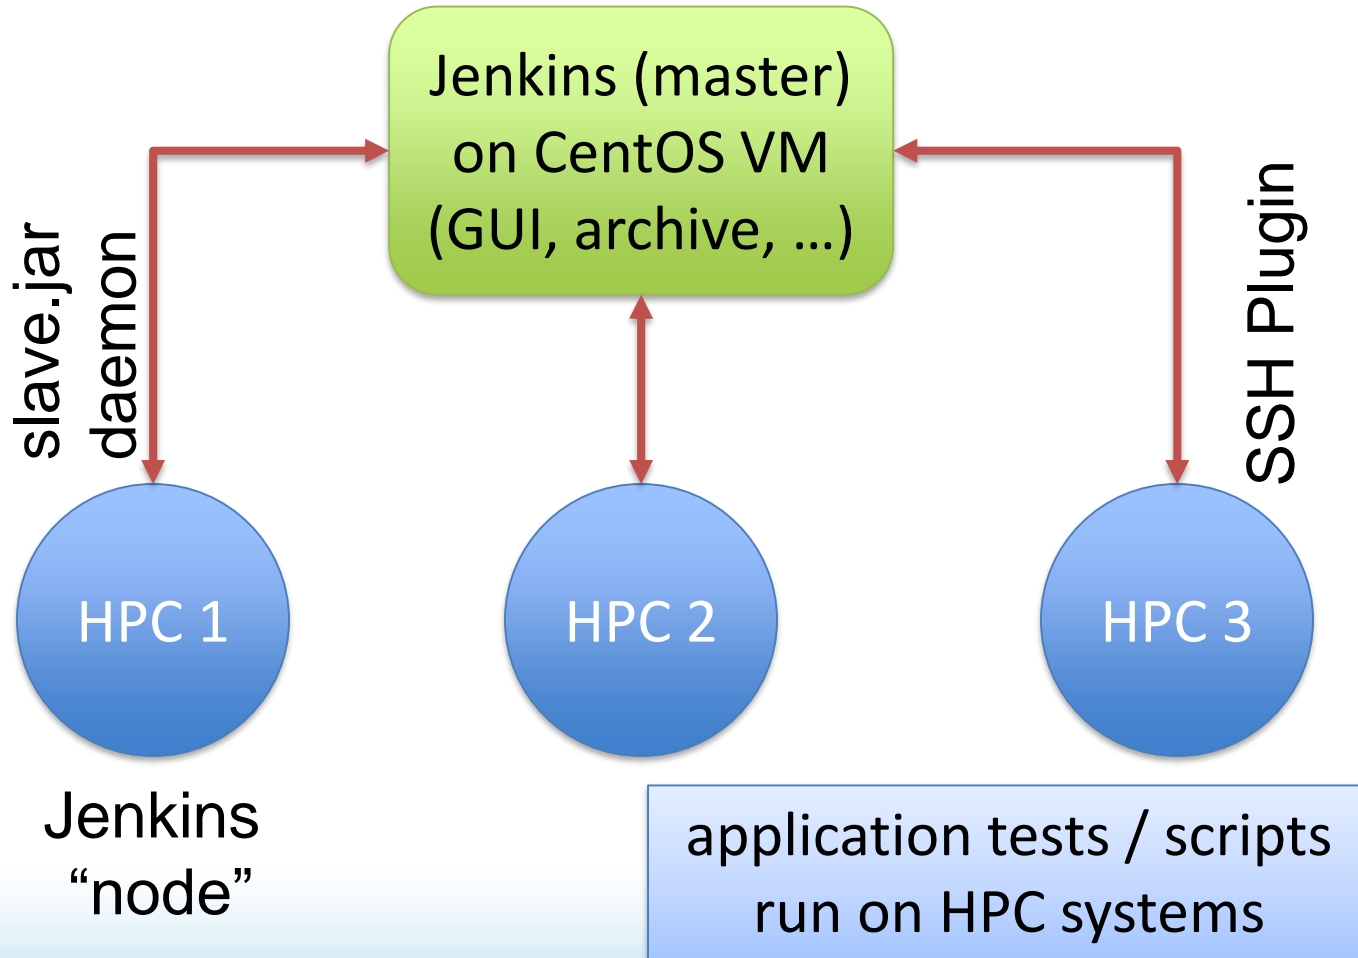 Jenkins (master)
on CentOS VM
(GUI, archive, …)
slave.jar
daemon
SSH Plugin
HPC 1
HPC 2
HPC 3
Jenkins
“node”
application tests / scripts
run on HPC systems